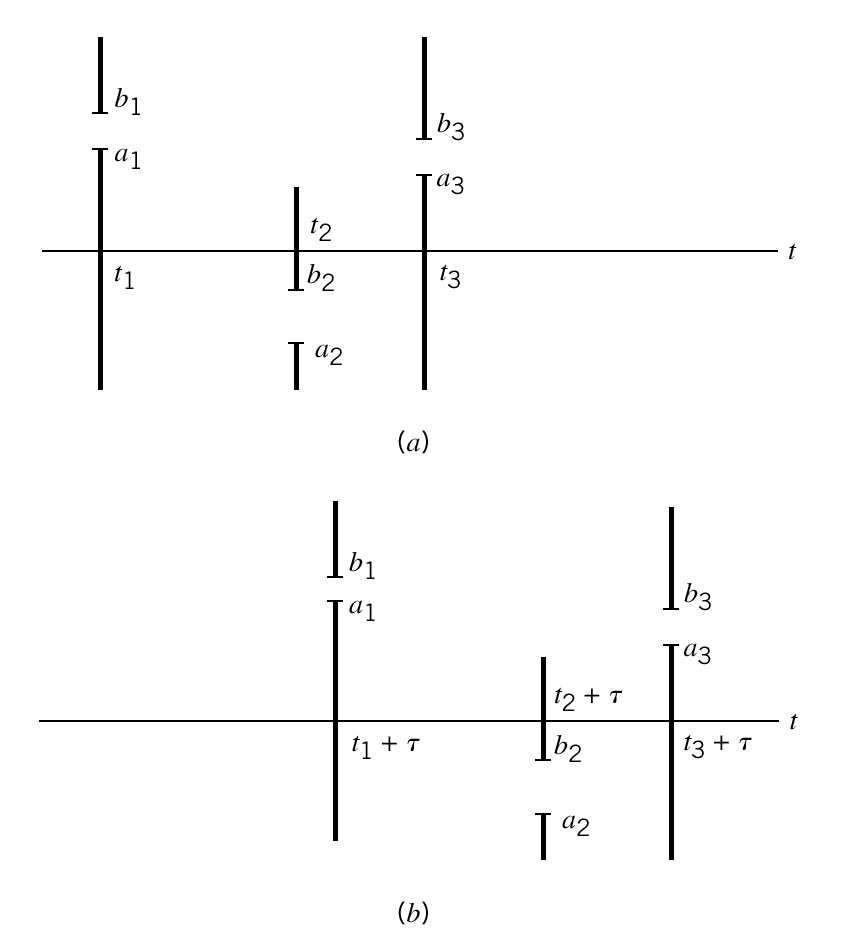 b₁
b₃
a₁
a₃
t₂
t
t₁
b₂
t₃
a₂
(a)
b₁
b₃
a₁
a₃
t₂ + τ
t
t₁ + τ
b₂
t₃ + τ
a₂
(b)